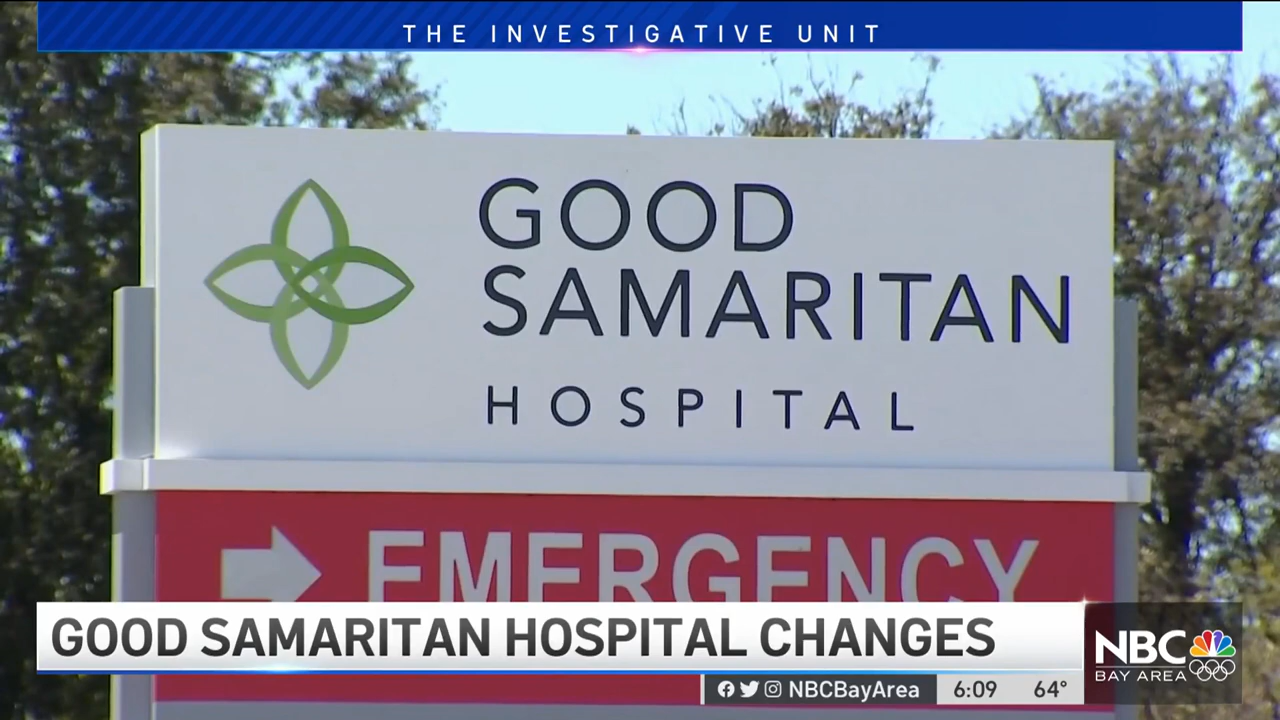 THE INVESTIGATIVE UNIT
GOOD
SAMARITAN
HOSPITAL
EMERGENCY
GOOD SAMARITAN HOSPITAL CHANGES
NBC
BAY AREA
NBCBayArea 6:09 64°